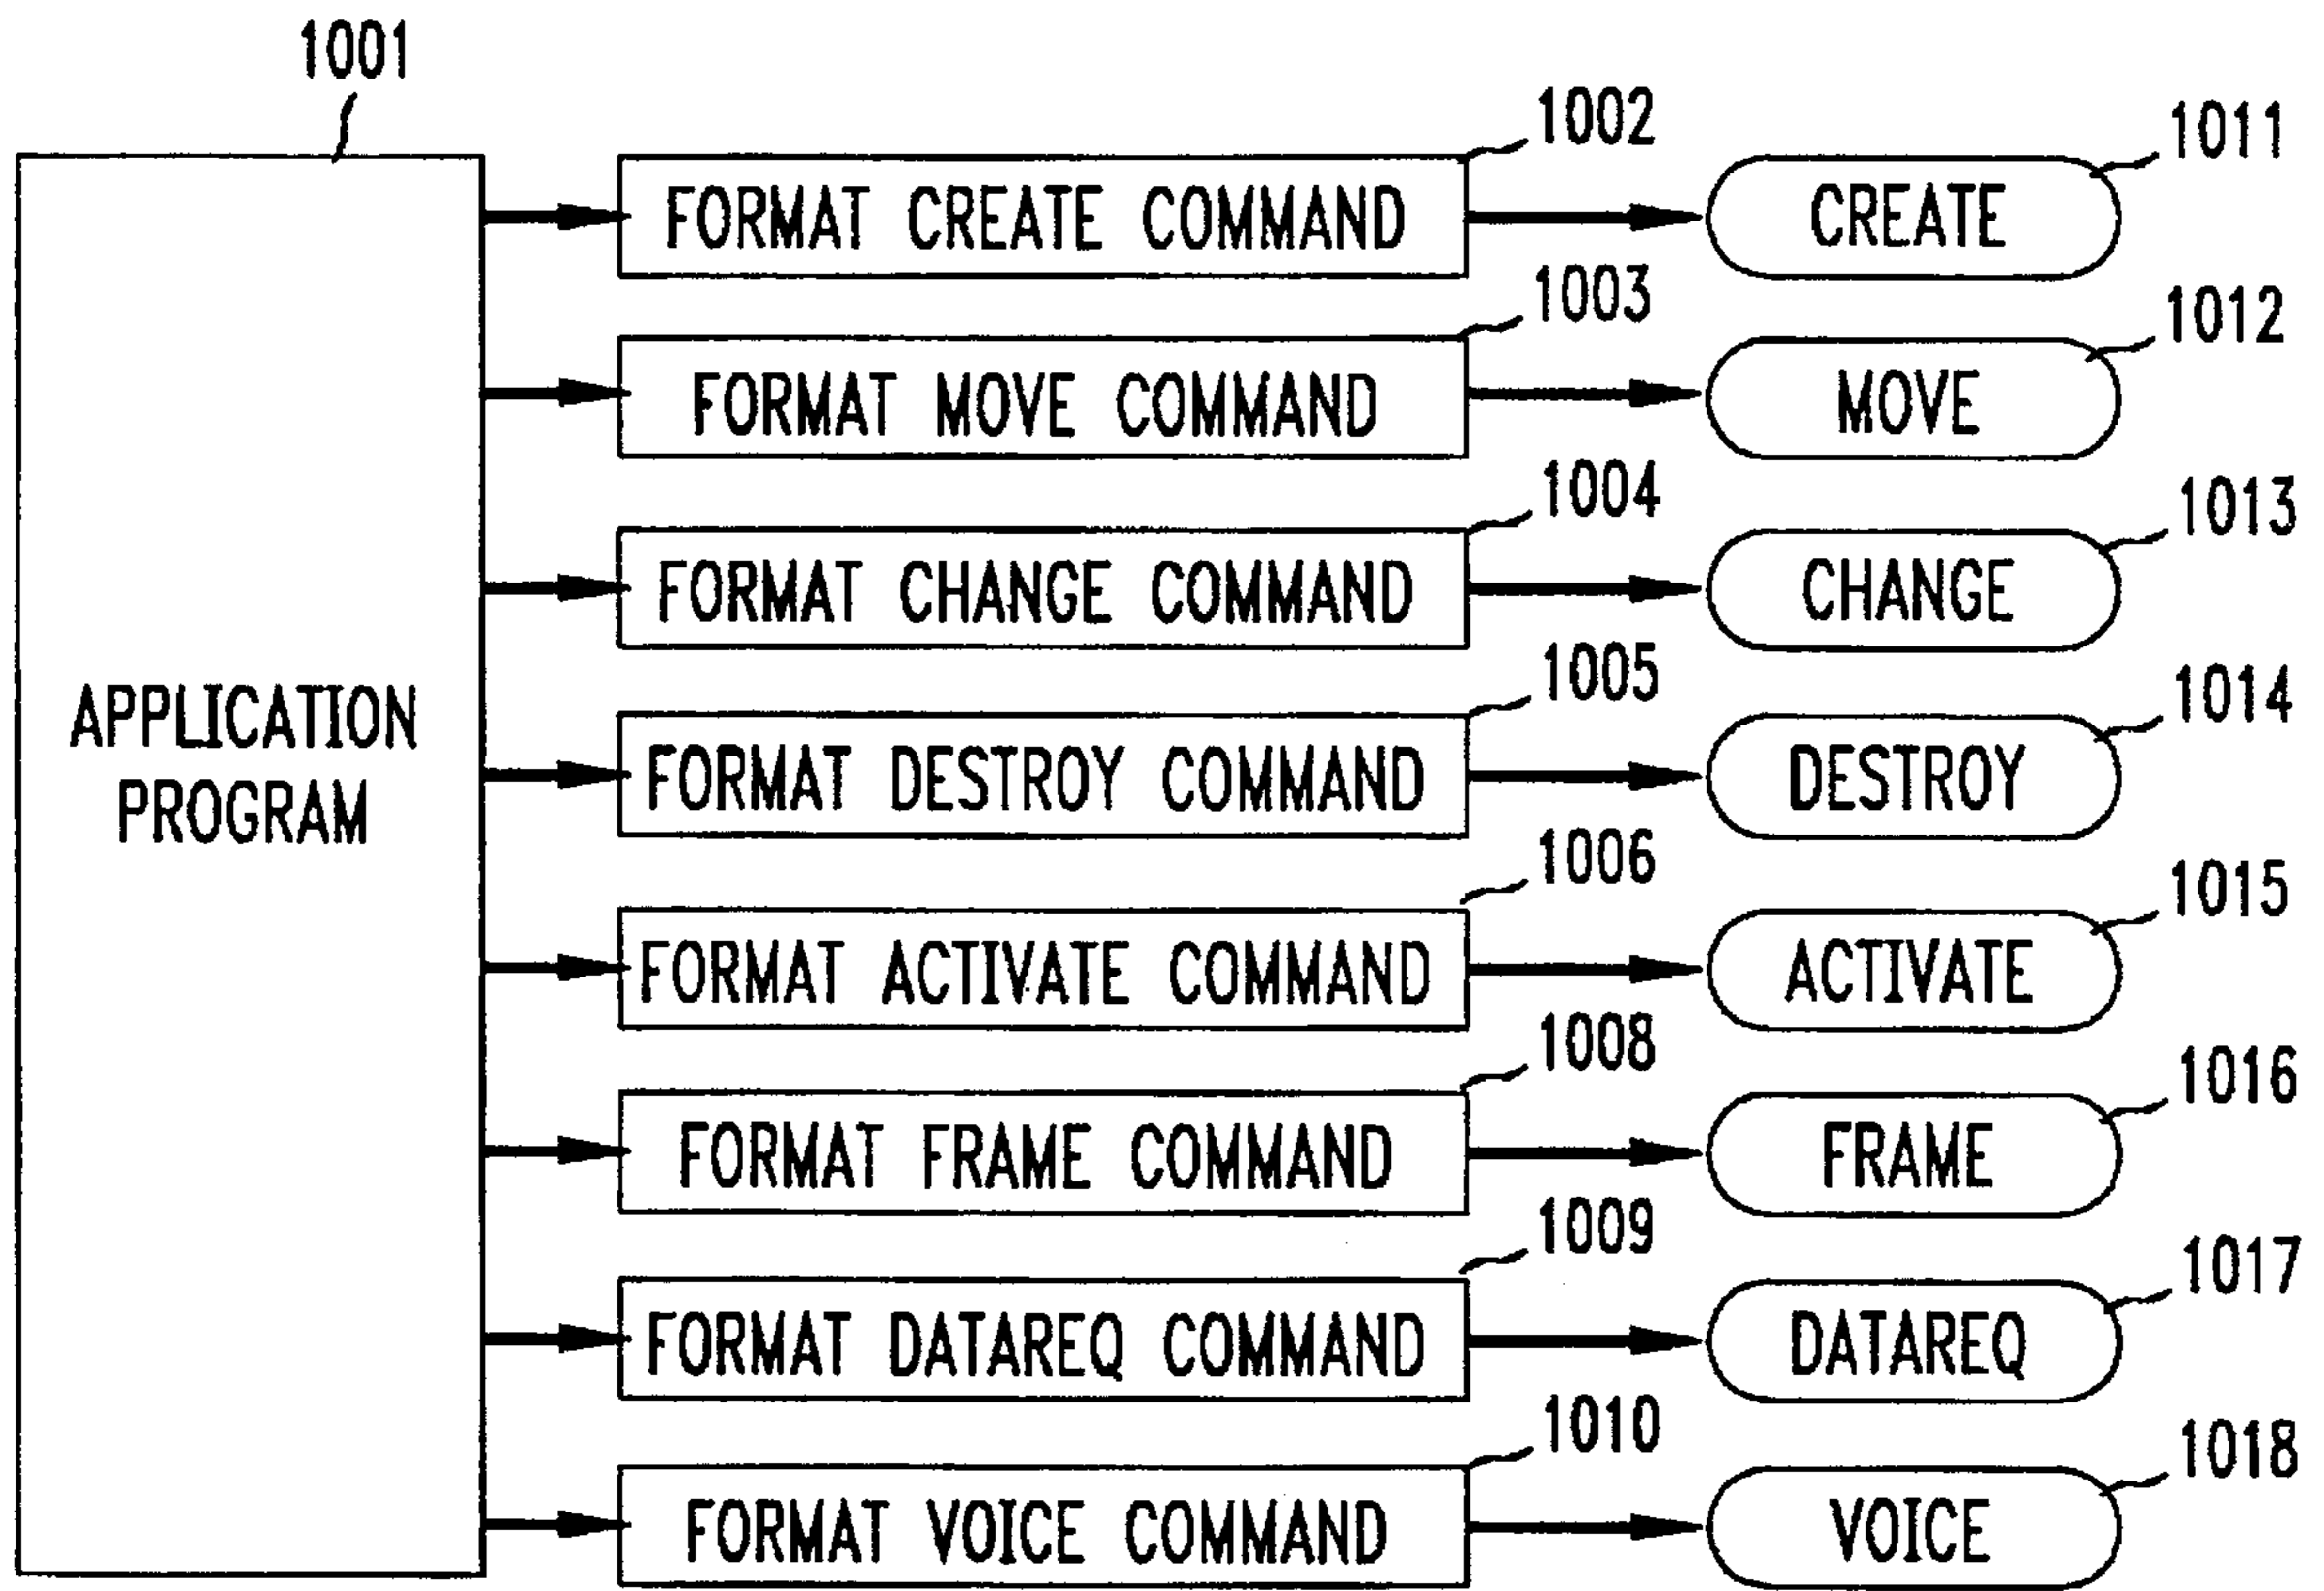 1001
1002
1011
FORMAT CREATE COMMAND
CREATE
1003
1012
FORMAT MOVE COMMAND
MOVE
1004
1013
FORMAT CHANGE COMMAND
CHANGE
1005
1014
APPLICATION
PROGRAM
FORMAT DESTROY COMMAND
DESTROY
1006
1015
FORMAT ACTIVATE COMMAND
ACTIVATE
1008
1016
FORMAT FRAME COMMAND
FRAME
1009
1017
FORMAT DATAREQ COMMAND
DATAREQ
1010
1018
FORMAT VOICE COMMAND
VOICE